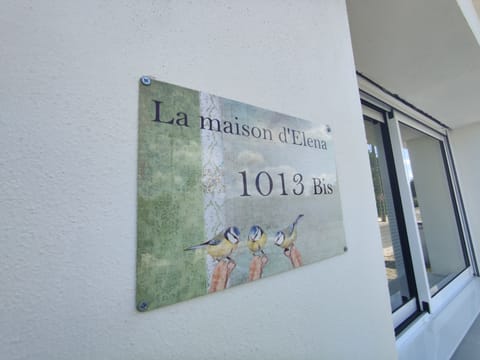 La maison d'Elena
1013 Bis